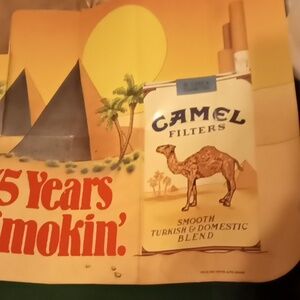 CAMEL
FILTERS
5 Years
mokin'.
SMOOTH
TURKISH & DOMESTIC
BLEND